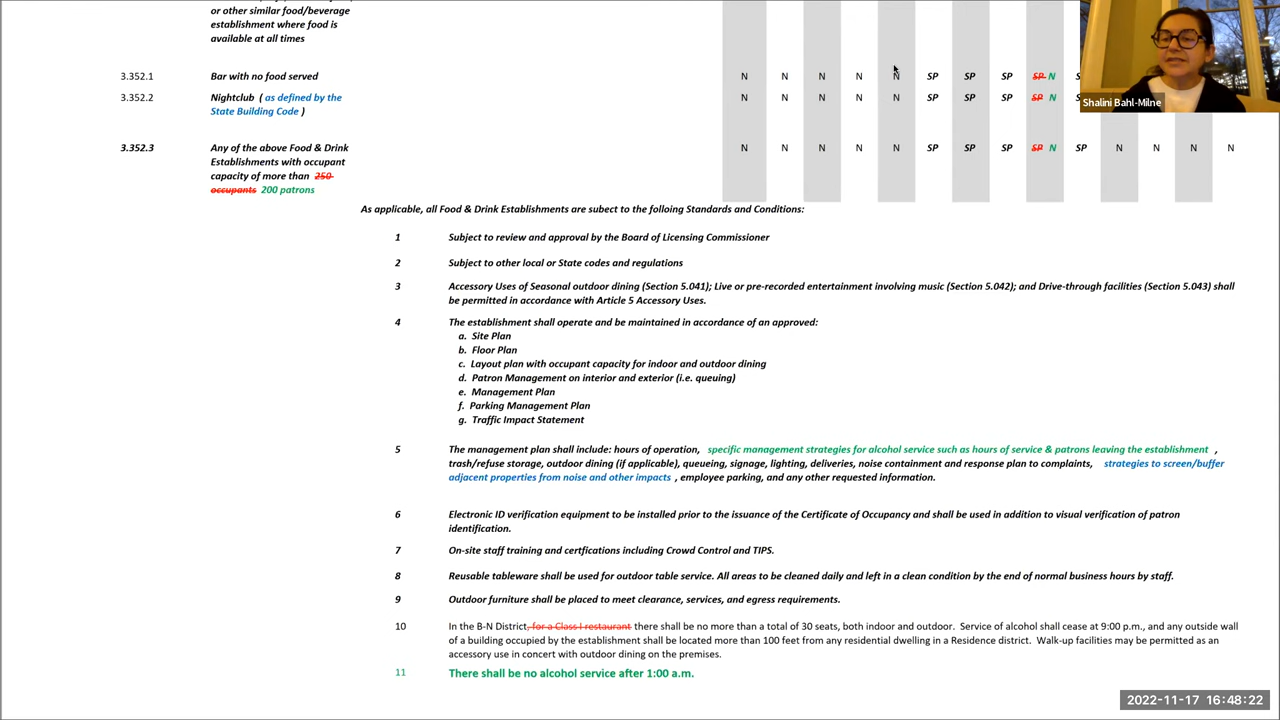 or other similar food/beverage
establishment where food is
available at all times
3.352.1 Bar with no food served N N N N N SP SP SP SP N S
3.352.2 Nightclub ( as defined by the N N N N N SP SP SP SP N S
State Building Code )
Shalini Bahl-Milne
3.352.3 Any of the above Food & Drink N N N N N SP SP SP SP N SP N N N N
Establishments with occupant
capacity of more than 250
occupants 200 patrons
As applicable, all Food & Drink Establishments are subect to the folloing Standards and Conditions:
1 Subject to review and approval by the Board of Licensing Commissioner
2 Subject to other local or State codes and regulations
3 Accessory Uses of Seasonal outdoor dining (Section 5.041); Live or pre-recorded entertainment involving music (Section 5.042); and Drive-through facilities (Section 5.043) shall
be permitted in accordance with Article 5 Accessory Uses.
4 The establishment shall operate and be maintained in accordance of an approved:
a. Site Plan
b. Floor Plan
c. Layout plan with occupant capacity for indoor and outdoor dining
d. Patron Management on interior and exterior (i.e. queuing)
e. Management Plan
f. Parking Management Plan
g. Traffic Impact Statement
5 The management plan shall include: hours of operation, specific management strategies for alcohol service such as hours of service & patrons leaving the establishment ,
trash/refuse storage, outdoor dining (if applicable), queueing, signage, lighting, deliveries, noise containment and response plan to complaints, strategies to screen/buffer
adjacent properties from noise and other impacts , employee parking, and any other requested information.
6 Electronic ID verification equipment to be installed prior to the issuance of the Certificate of Occupancy and shall be used in addition to visual verification of patron
identification.
7 On-site staff training and certfications including Crowd Control and TIPS.
8 Reusable tableware shall be used for outdoor table service. All areas to be cleaned daily and left in a clean condition by the end of normal business hours by staff.
9 Outdoor furniture shall be placed to meet clearance, services, and egress requirements.
10 In the B-N District, for a Class I restaurant there shall be no more than a total of 30 seats, both indoor and outdoor. Service of alcohol shall cease at 9:00 p.m., and any outside wall
of a building occupied by the establishment shall be located more than 100 feet from any residential dwelling in a Residence district. Walk-up facilities may be permitted as an
accessory use in concert with outdoor dining on the premises.
11 There shall be no alcohol service after 1:00 a.m.
2022-11-17 16:48:22